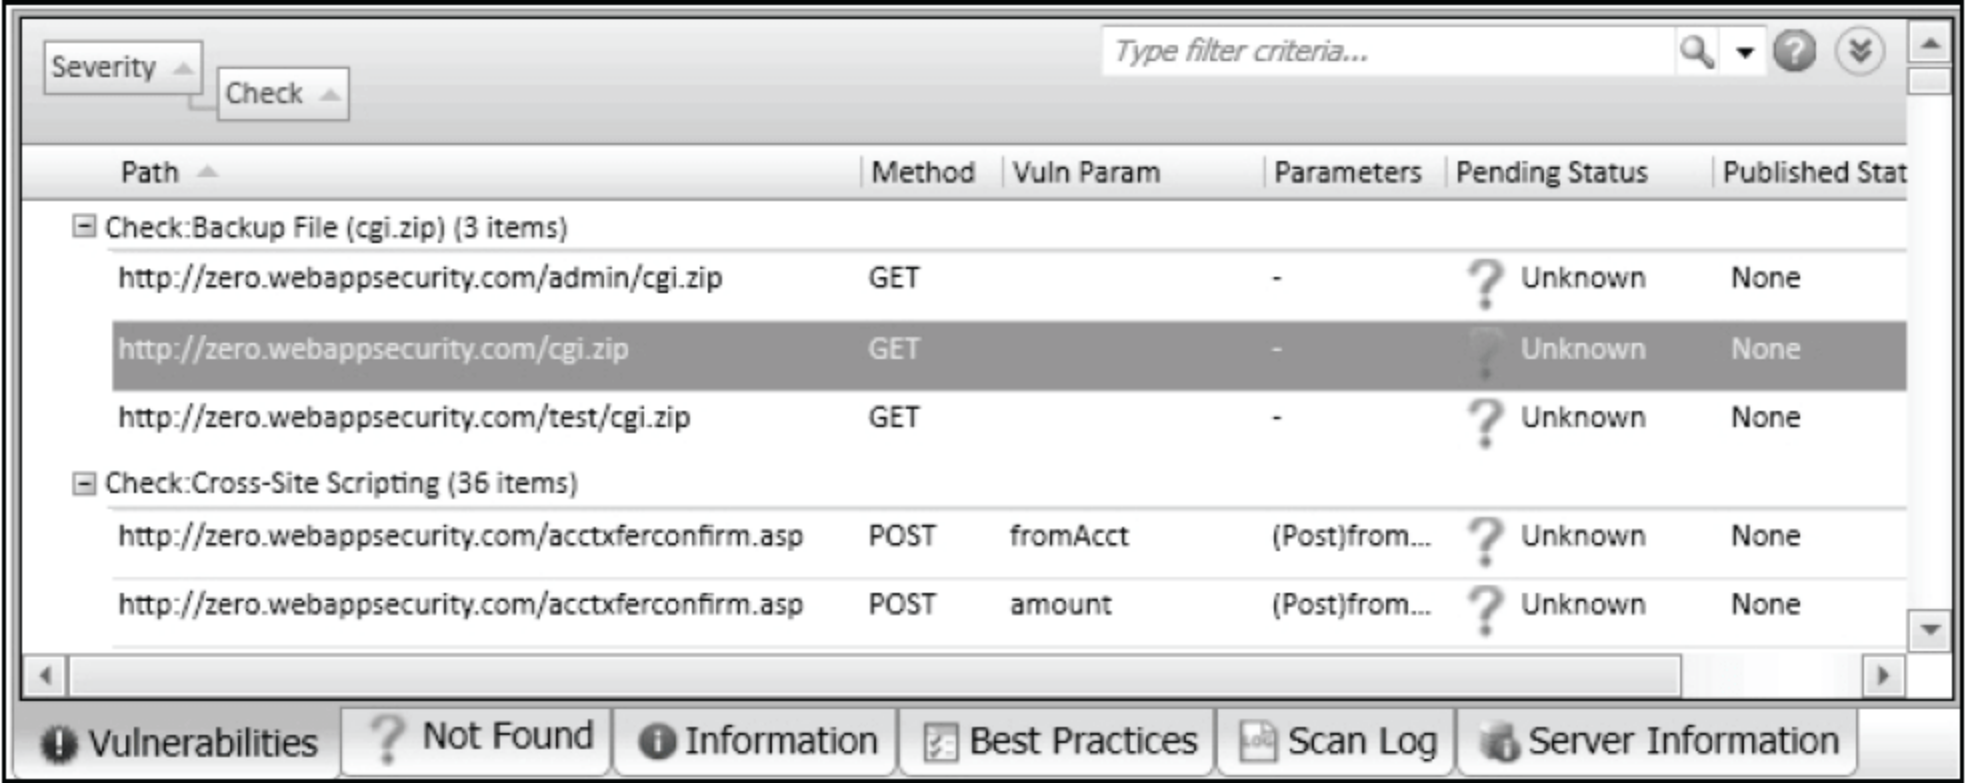 Severity
Check
Type filter criteria...
Path Method Vuln Param Parameters Pending Status Published Stat
Check:Backup File (cgi.zip) (3 items)
http://zero.webappsecurity.com/admin/cgi.zip GET - ? Unknown None
http://zero.webappsecurity.com/cgi.zip GET - ? Unknown None
http://zero.webappsecurity.com/test/cgi.zip GET - ? Unknown None
Check:Cross-Site Scripting (36 items)
http://zero.webappsecurity.com/acctxferconfirm.asp POST fromAcct (Post)from... ? Unknown None
http://zero.webappsecurity.com/acctxferconfirm.asp POST amount (Post)from... ? Unknown None
Vulnerabilities ? Not Found Information Best Practices LOG Scan Log Server Information